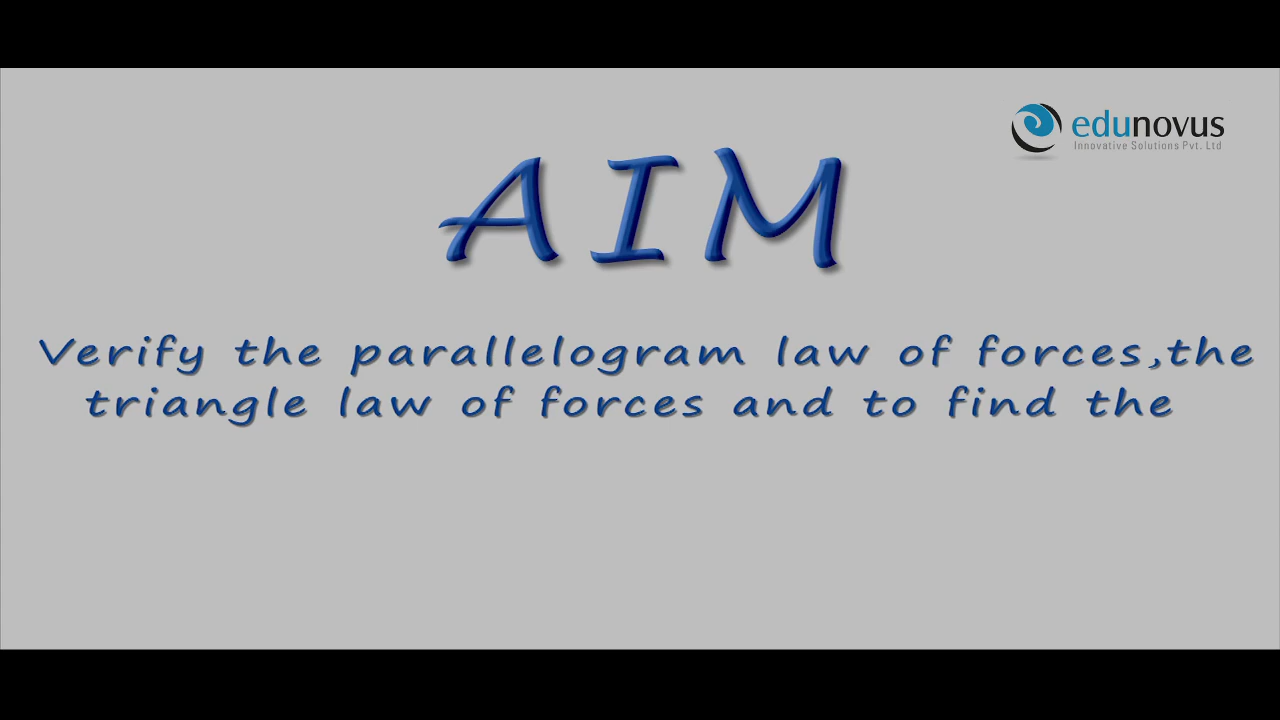 edunovus
Innovative Solutions Pvt. Ltd
AIM
Verify the parallelogram law of forces,the
triangle law of forces and to find the